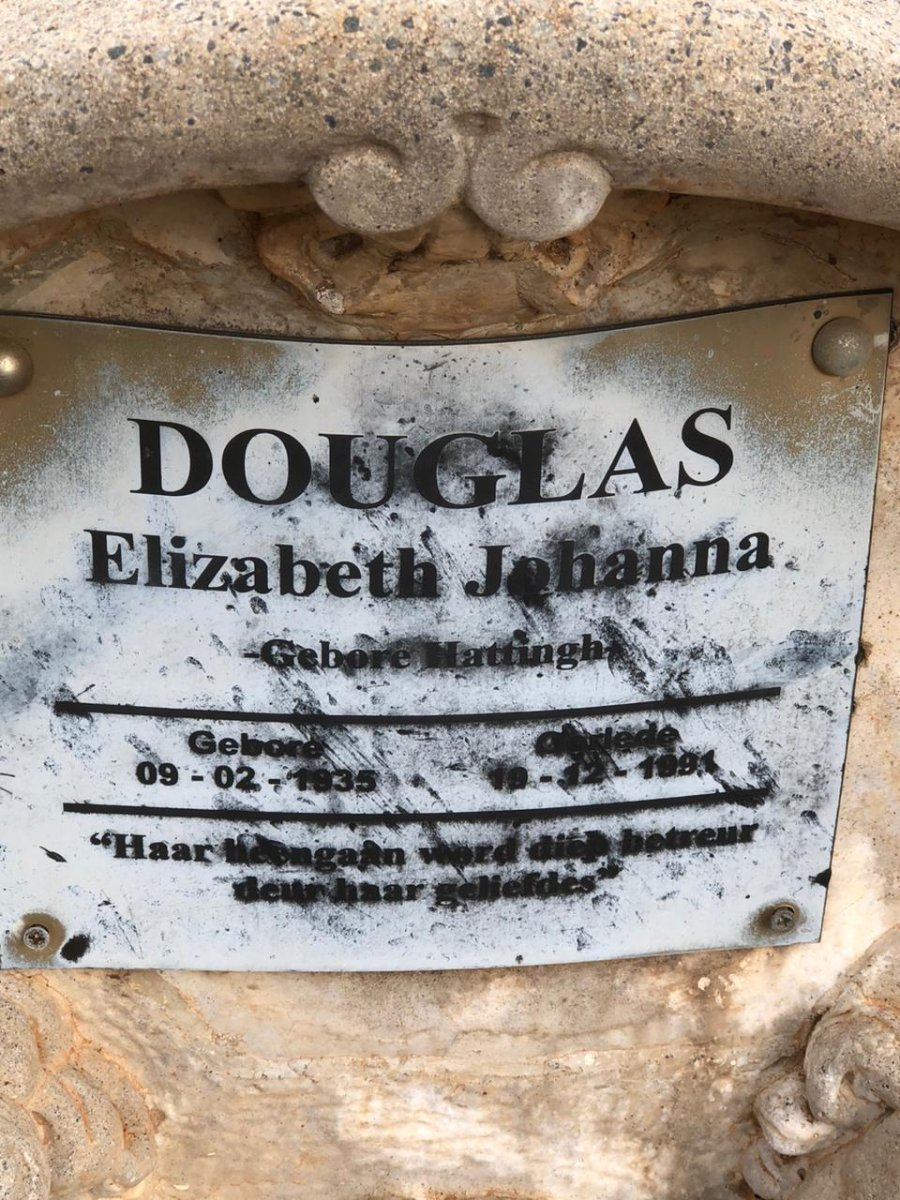 DOUGLAS
Elizabeth Johanna
-Gebore Hattingh-
Gebore Oorlede
09 - 02 - 1935 19 - 12 - 1991
“Haar heengaan word diep betreur
deur haar geliefdes”